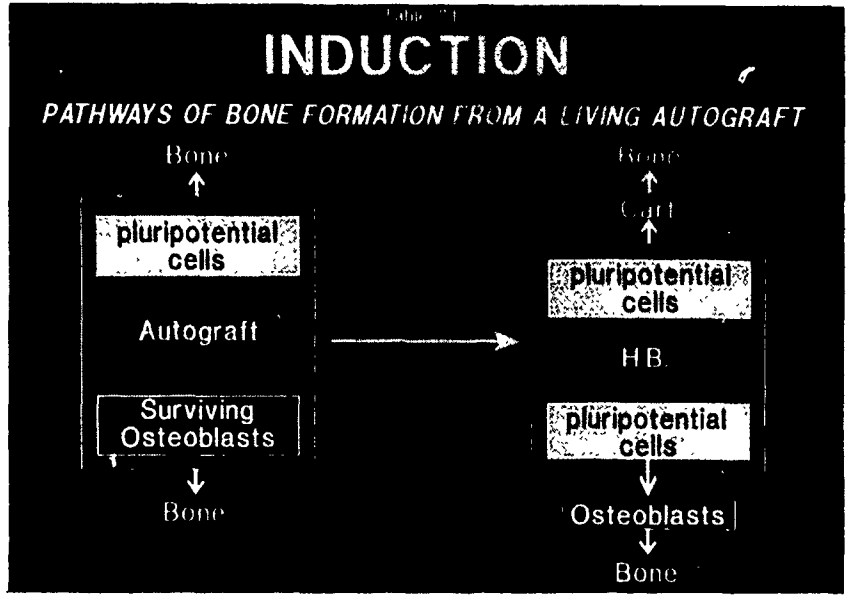 INDUCTION
PATHWAYS OF BONE FORMATION FROM A LIVING AUTOGRAFT
Bone
pluripotential
cells
Autograft
Surviving
Osteoblasts
Bone
Bone
Cart
pluripotential
cells
H.B.
pluripotential
cells
Osteoblasts
Bone